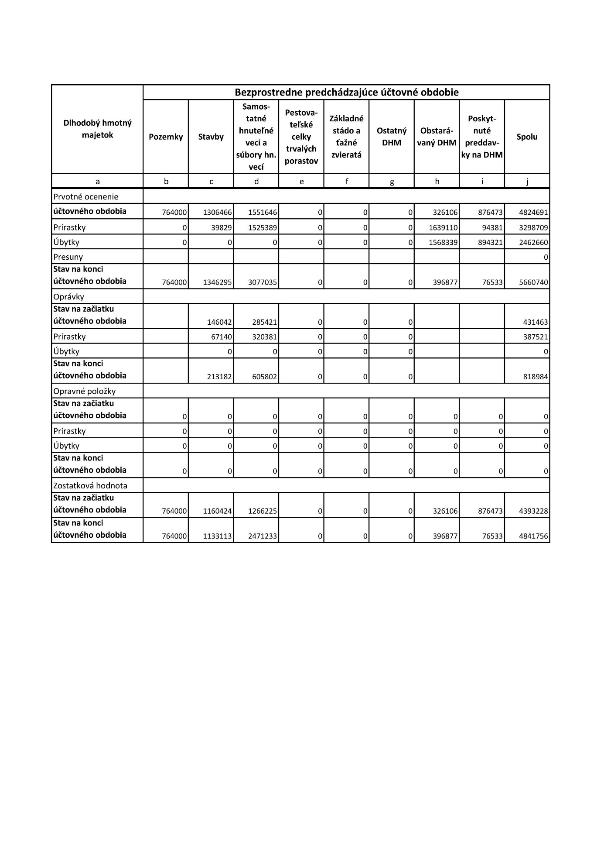 Bezprostredne predchádzajúce účtovné obdobie
Dlhodobý hmotný majetok Pozemky Stavby Samos-tatné hnuteľné veci a súbory hn. vecí Pestova-teľské celky trvalých porastov Základné stádo a ťažné zvieratá Ostatný DHM Obstará-vaný DHM Poskyt-nuté preddav-ky na DHM Spolu
a b c d e f g h i j
Prvotné ocenenie
účtovného obdobia 764000 1306466 1551646 0 0 0 326106 876473 4824691
Prírastky 0 39829 1525389 0 0 0 1639110 94381 3298709
Úbytky 0 0 0 0 0 0 1568339 894321 2462660
Presuny 0
Stav na konci
účtovného obdobia 764000 1346295 3077035 0 0 0 396877 76533 5660740
Oprávky
Stav na začiatku
účtovného obdobia 146042 285421 0 0 0 431463
Prírastky 67140 320381 0 0 0 387521
Úbytky 0 0 0 0 0 0
Stav na konci
účtovného obdobia 213182 605802 0 0 0 818984
Opravné položky
Stav na začiatku
účtovného obdobia 0 0 0 0 0 0 0 0 0
Prírastky 0 0 0 0 0 0 0 0 0
Úbytky 0 0 0 0 0 0 0 0 0
Stav na konci
účtovného obdobia 0 0 0 0 0 0 0 0 0
Zostatková hodnota
Stav na začiatku
účtovného obdobia 764000 1160424 1266225 0 0 0 326106 876473 4393228
Stav na konci
účtovného obdobia 764000 1133113 2471233 0 0 0 396877 76533 4841756